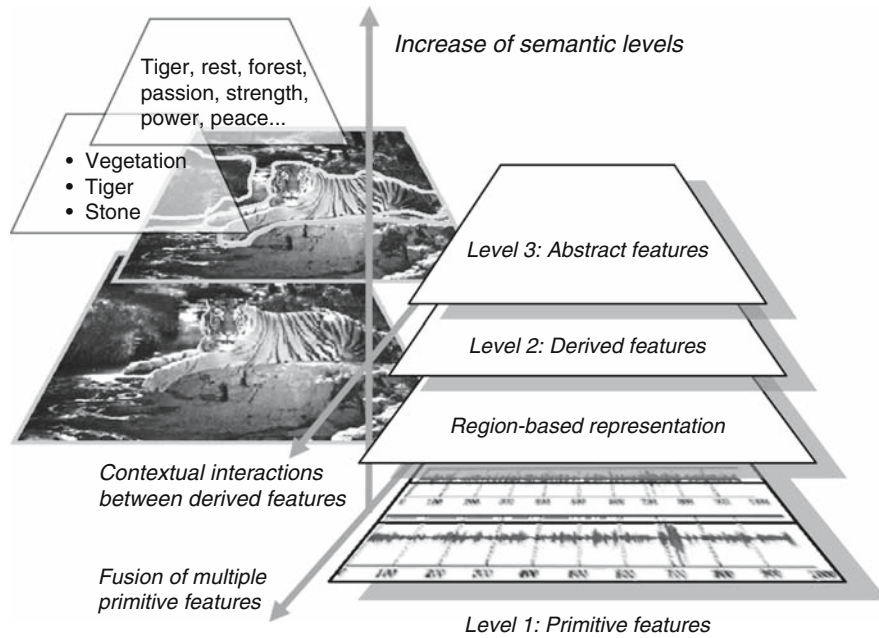 Increase of semantic levels
Tiger, rest, forest,
passion, strength,
power, peace...
• Vegetation
• Tiger
• Stone
Level 3: Abstract features
Level 2: Derived features
Region-based representation
Contextual interactions
between derived features
Fusion of multiple
primitive features
Level 1: Primitive features